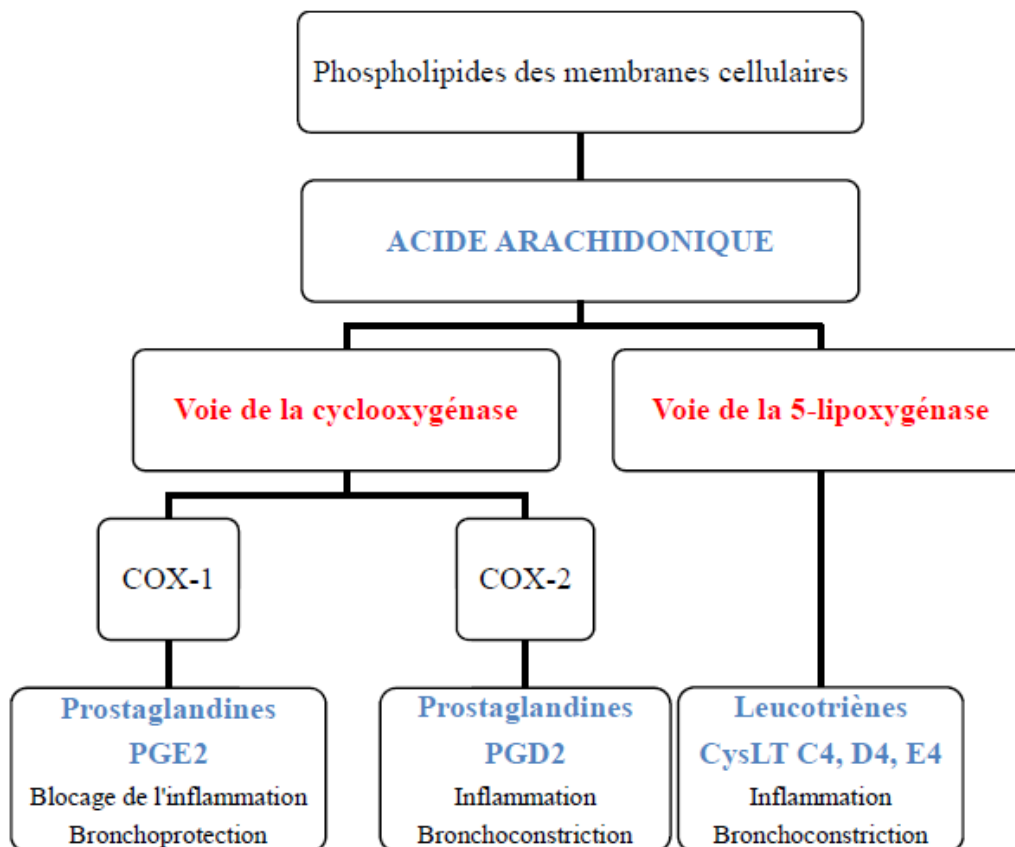 Phospholipides des membranes cellulaires
ACIDE ARACHIDONIQUE
Voie de la cyclooxygénase
Voie de la 5-lipoxygénase
COX-1
COX-2
Prostaglandines
PGE2
Blocage de l'inflammation
Bronchoprotection
Prostaglandines
PGD2
Inflammation
Bronchoconstriction
Leucotriènes
CysLT C4, D4, E4
Inflammation
Bronchoconstriction